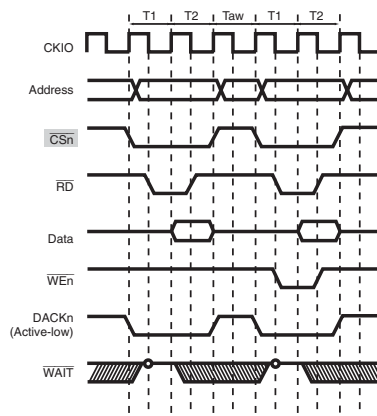 T1 T2 Taw T1 T2
CKIO
Address
CSn
RD
Data
WEn
DACKn
(Active-low)
WAIT